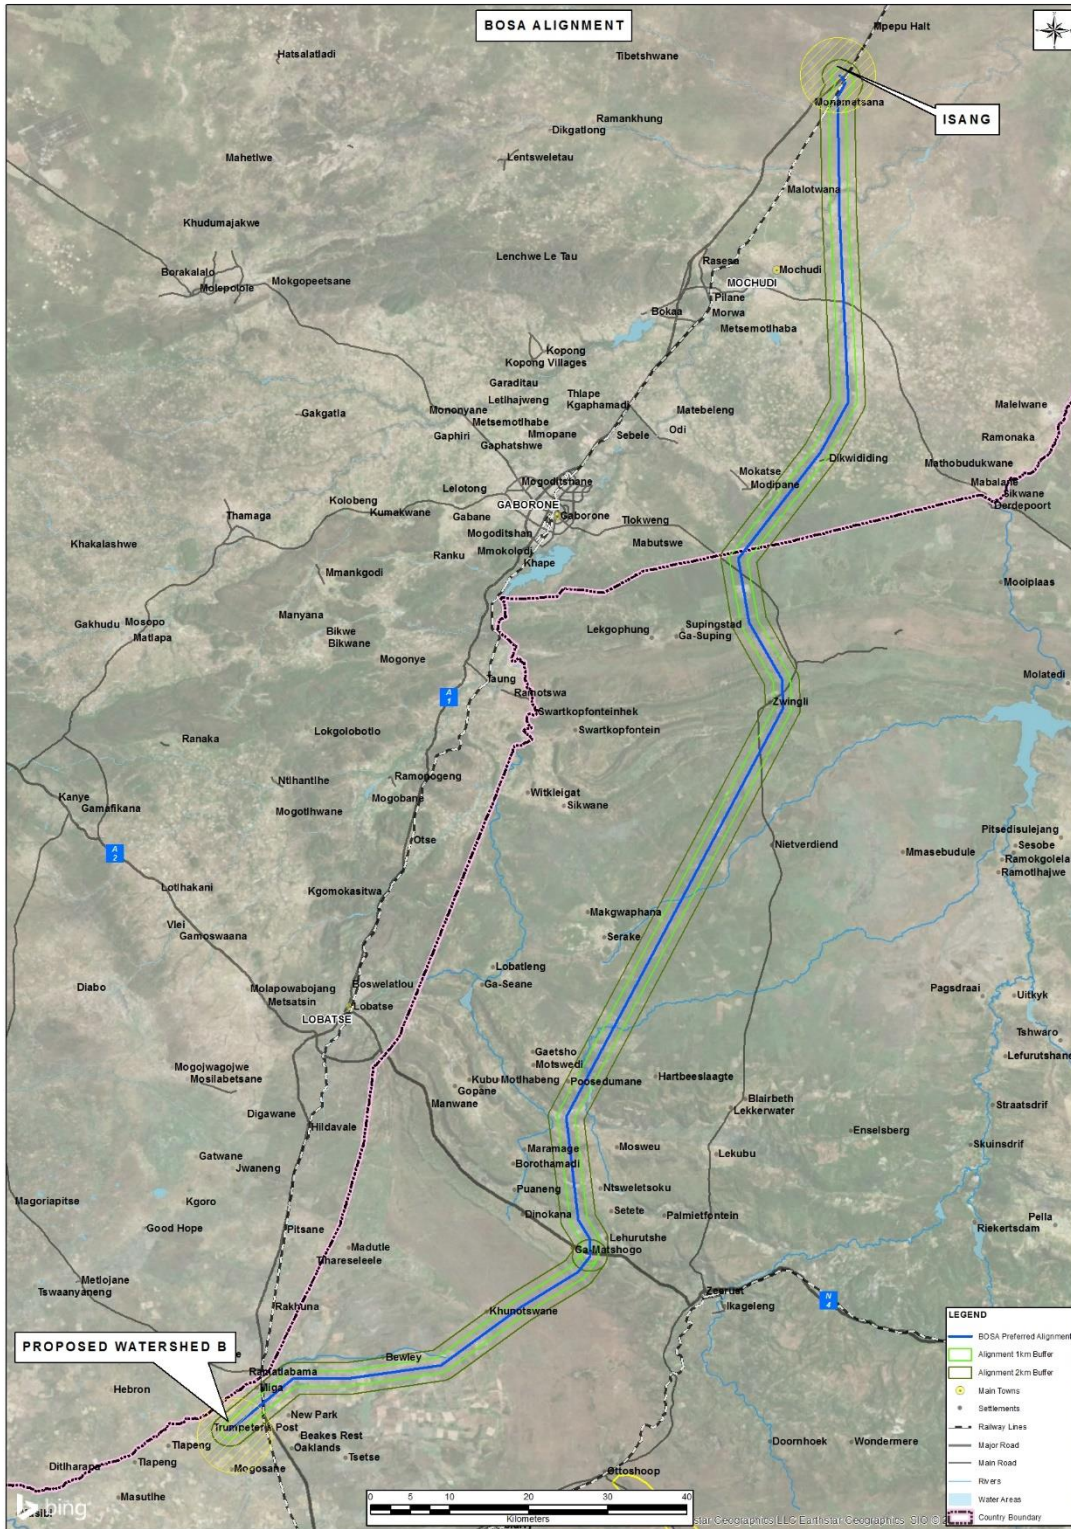 BOSA ALIGNMENT
Mpepu Halt
Hatsalatladi
Tibetshwane
Monametsana
ISANG
Ramankhung
Dikgatlong
Mahetlwe
Lentsweletau
Malotwana
Khudumajakwe
Lenchwe Le Tau
Rasesa
Mochudi
Borakalalo
Molepolole
Mokgopeetsane
MOCHUDI
Pilane
Bokaa
Morwa
Metsemotlhaba
Kopong
Kopong Villages
Garaditau
Letlhajweng
Thlape
Kgaphamadi
Malelwane
Gakgatla
Mononyane
Matebeleng
Metsemotlhabe
Gaphiri
Mmopane
Gaphatshwe
Sebele
Odi
Ramonaka
Dikwididing
Mathobudukwane
Mokatse
Modipane
Mabalane
Sikwane
Derdepoort
Lelotong
Mogoditshane
Kolobeng
Kumakwane
GABORONE
Gaborone
Gabane
Tlokweng
Thamaga
Mogoditshan
Mabutswe
Khakalashwe
Ranku
Mmokolodi
Khape
Mmankgodi
Mooiplaas
Manyana
Gakhudu
Mosopo
Matlapa
Bikwe
Bikwane
Lekgophung
Supingstad
Ga-Suping
Mogonye
Taung
Molatedi
A
1
Ramotswa
Zwingli
Swartkopfonteinhek
Swartkopfontein
Ranaka
Lokgolobotlo
Ntlhantlhe
Ramopogeng
Kanye
Gamafikana
Mogobane
Mogotlhwane
Witkleigat
Sikwane
Pitsedisulejang
Otse
Nietverdiend
Mmasebudule
Sesobe
Ramokgolela
Ramotlhajwe
A
2
Lotlhakani
Kgomokasitwa
Vlei
Gamoswaana
Makgwaphana
Serake
Lobatleng
Ga-Seane
Diabo
Molapowabojang
Metsatsin
Boswelatlou
Lobatse
LOBATSE
Pagsdraai
Uitkyk
Tshwaro
Lefurutshane
Gaetsho
Motswedi
Mogojwagojwe
Mosilabetsane
Kubu
Motlhabeng
Gopane
Poosedumane
Hartbeeslaagte
Manwane
Blairbeth
Lekkerwater
Straatsdrif
Digawane
Hildavale
Enselsberg
Skuinsdrif
Maramage
Mosweu
Lekubu
Gatwane
Jwaneng
Borothamadi
Puaneng
Ntsweletsoku
Magoriapitse
Kgoro
Good Hope
Pitsane
Dinokana
Setete
Palmietfontein
Pella
Riekertsdam
Madutle
Lehurutshe
Ga-Matshogo
Tlhareseleele
Metlojane
Tswaanyaneng
Rakhuna
Khunotswane
Zeerust
Ikageleng
N
4
PROPOSED WATERSHED B
Bewley
Ramatlabama
Miga
Hebron
New Park
Trumpeters Post
Beakes Rest
Oaklands
Tlapeng
Tsetse
Ditlharapa
Tlapeng
Mogosane
Masutlhe
Doornhoek
Wondermere
Ottoshoop
bing
0 5 10 20 30 40
Kilometers
LEGEND
BOSA Preferred Alignment
Alignment 1km Buffer
Alignment 2km Buffer
Main Towns
Settlements
Railway Lines
Major Road
Main Road
Rivers
Water Areas
Country Boundary